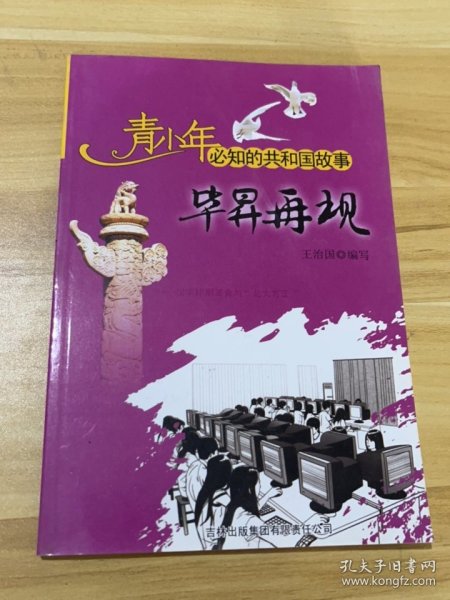 青少年
必知的共和国故事
毕昇再现
王治国◎编写
吉林出版集团有限责任公司
孔夫子旧书网
www.kongfz.com